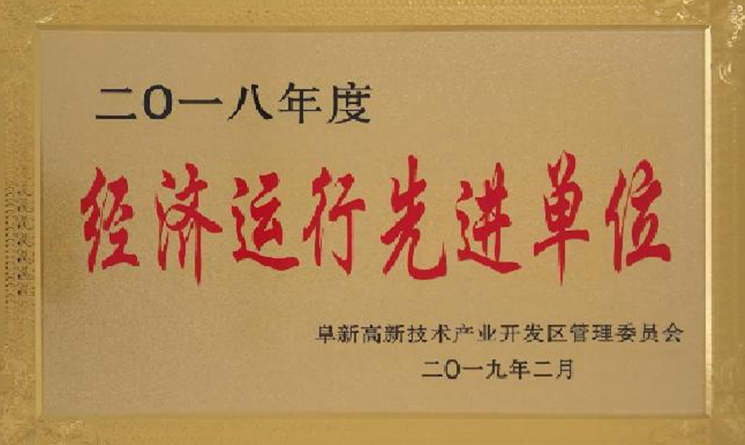 二〇一八年度
经济运行先进单位
阜新高新技术产业开发区管理委员会
二〇一九年二月